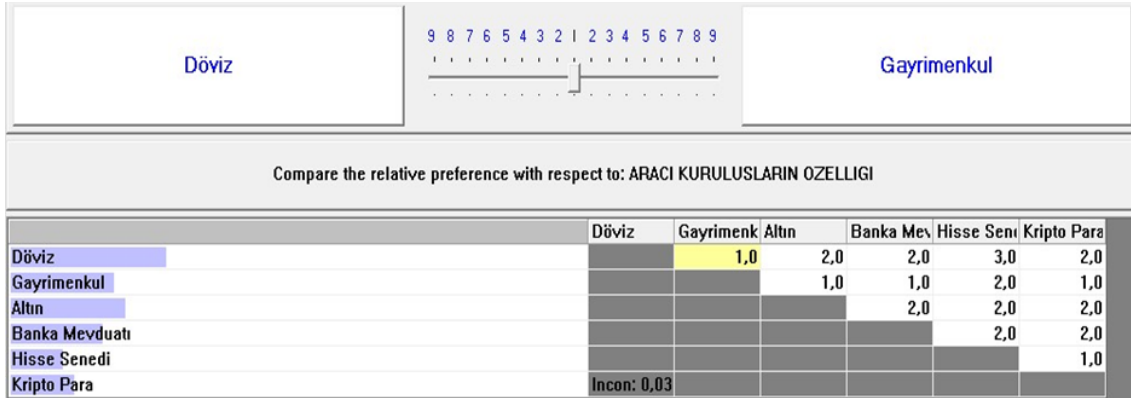 Döviz
9 8 7 6 5 4 3 2 | 2 3 4 5 6 7 8 9
Gayrimenkul
Compare the relative preference with respect to: ARACI KURULUSLARIN OZELLIGI
Döviz Gayrimenk Altın Banka Mev Hisse Sene Kripto Para
Döviz 1,0 2,0 2,0 3,0 2,0
Gayrimenkul 1,0 1,0 2,0 1,0
Altın 2,0 2,0 2,0
Banka Mevduatı 2,0 2,0
Hisse Senedi 1,0
Kripto Para Incon: 0,03